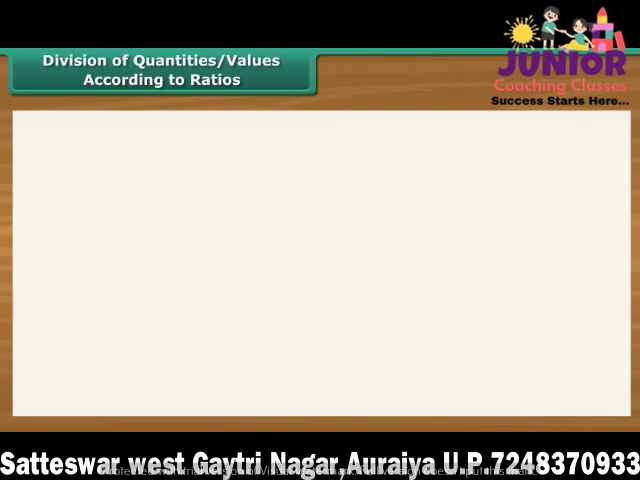 Division of Quantities/Values
According to Ratios
JUNIOR
Coaching Classes
Success Starts Here...
Satteswar west Gaytri Nagar,Auraiya U.P.7248370933